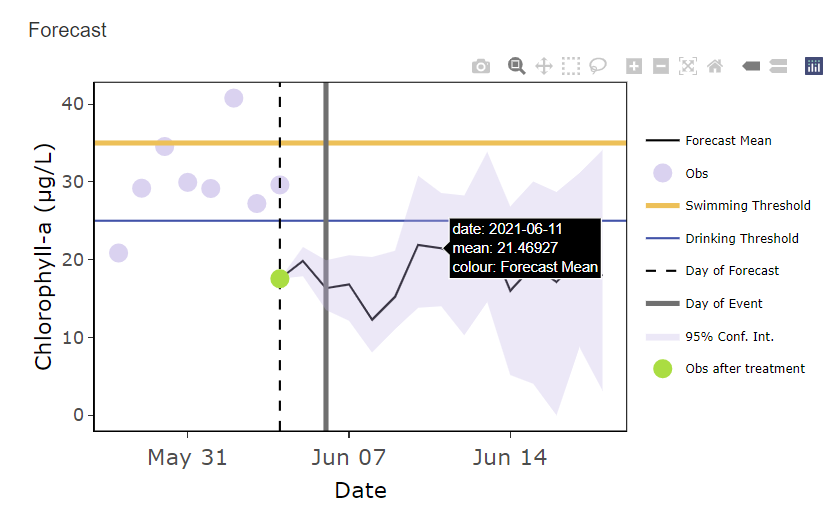 Forecast
40
30
20
10
0
Chlorophyll-a (μg/L)
May 31
Jun 07
Jun 14
Date
date: 2021-06-11
mean: 21.46927
colour: Forecast Mean
Forecast Mean
Obs
Swimming Threshold
Drinking Threshold
Day of Forecast
Day of Event
95% Conf. Int.
Obs after treatment